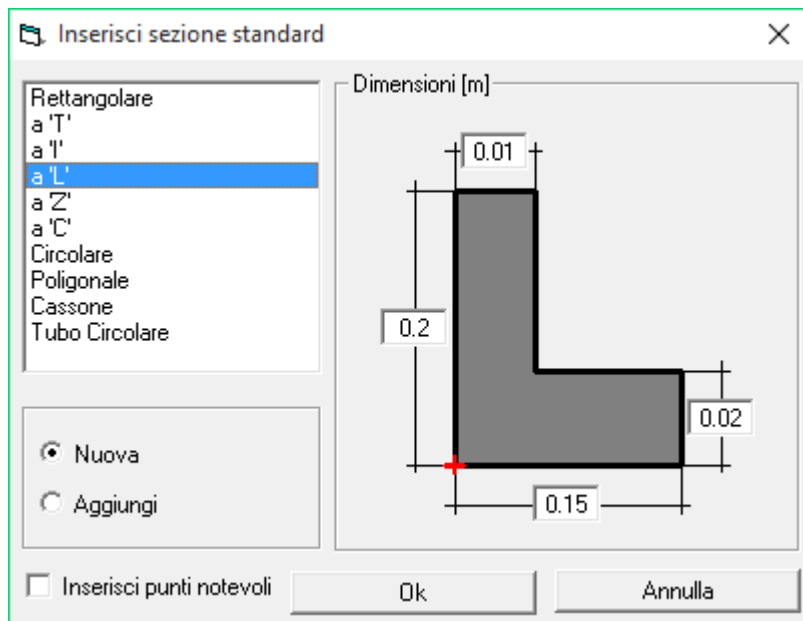 Inserisci sezione standard
Rettangolare
a 'T'
a 'I'
a 'L'
a 'Z'
a 'C'
Circolare
Poligonale
Cassone
Tubo Circolare
Nuova
Aggiungi
Inserisci punti notevoli
Dimensioni [m]
0.01
0.2
0.02
0.15
Ok
Annulla